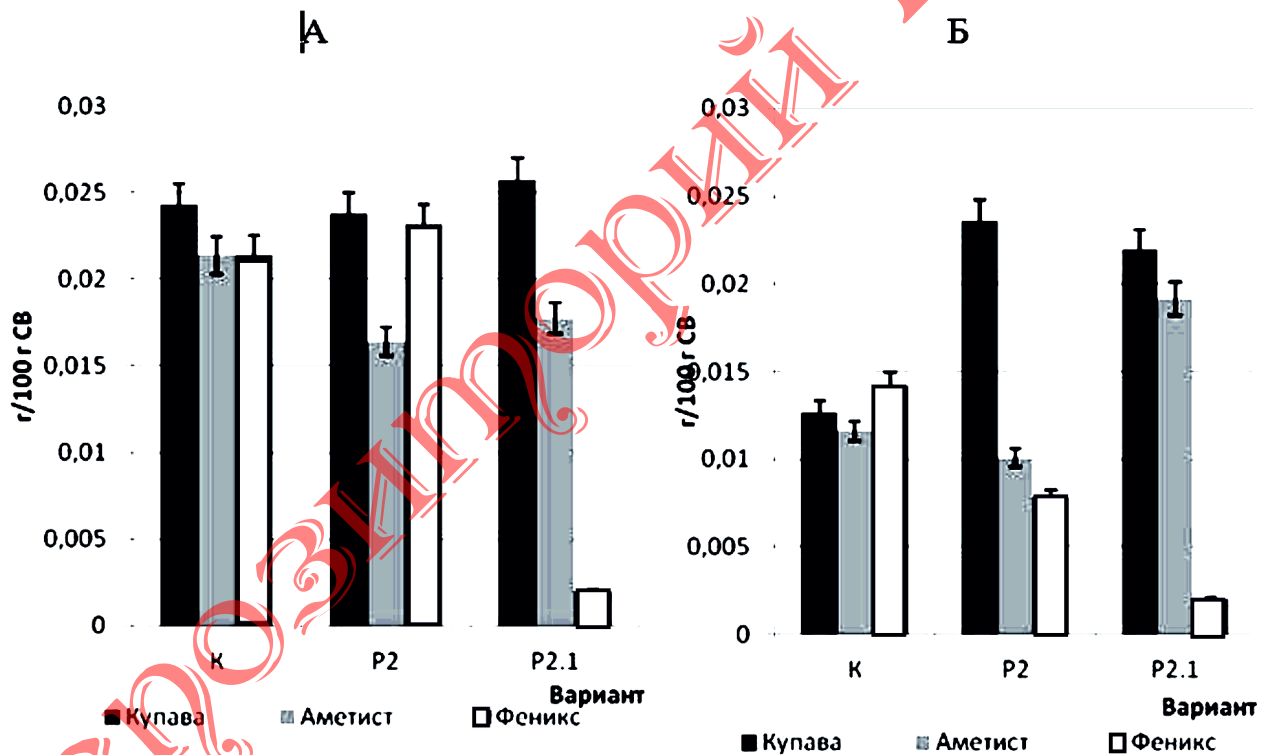 А
0,03
0,025
0,02
0,015
0,01
0,005
0
г/100 г СВ
К Р2 Р2.1
Вариант
Купава Аметист Феникс
Б
0,03
0,025
0,02
0,015
0,01
0,005
0
г/100 г СВ
К Р2 Р2.1
Вариант
Купава Аметист Феникс
позиторий